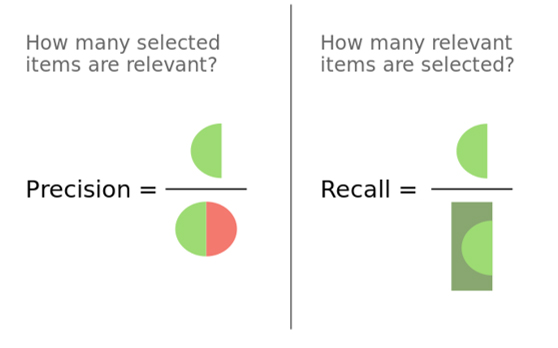 How many selected
items are relevant?
Precision =
How many relevant
items are selected?
Recall =